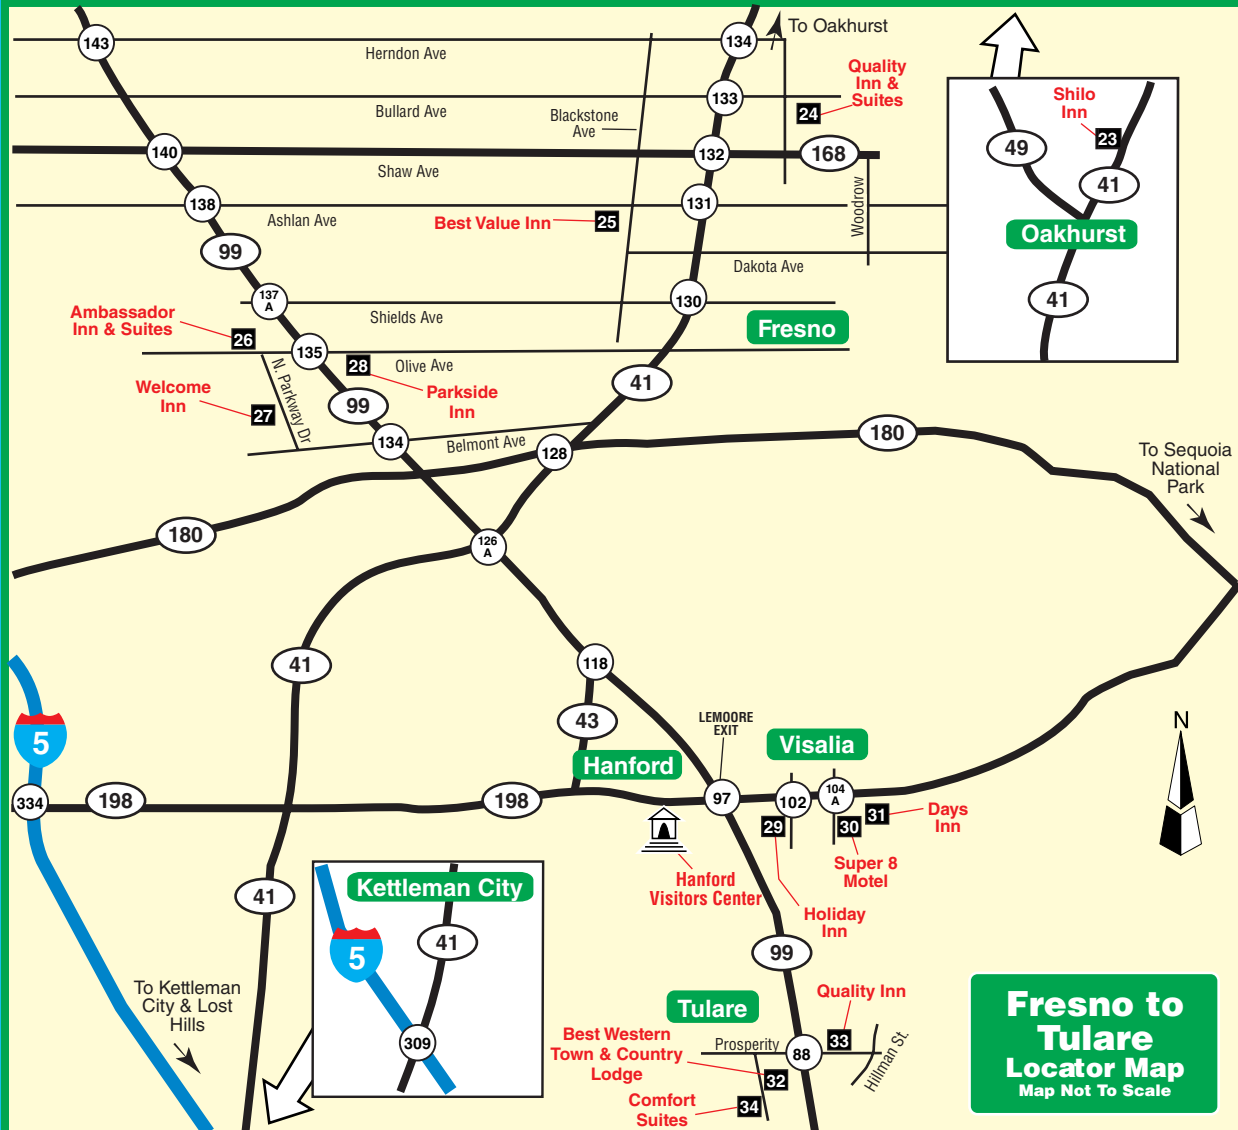 143
134
To Oakhurst
Herndon Ave
Quality
Inn &
Suites
24
133
Bullard Ave
Blackstone
Ave
Shilo
Inn
23
49
41
Oakhurst
41
140
132
168
Shaw Ave
138
131
Ashlan Ave
Best Value Inn
25
Woodrow
99
Dakota Ave
137
A
130
Shields Ave
Fresno
Ambassador
Inn & Suites
26
135
28
Olive Ave
41
N. Parkway Dr
Welcome
Inn
27
99
Parkside
Inn
134
Belmont Ave
128
180
To Sequoia
National
Park
180
126
A
41
118
43
LEMOORE
EXIT
Visalia
Hanford
5
334
198
198
97
102
104
A
29
30
31
Days
Inn
Super 8
Motel
Hanford
Visitors Center
Holiday
Inn
N
41
Kettleman City
41
5
309
To Kettleman
City & Lost
Hills
99
Quality Inn
Tulare
33
Best Western
Town & Country
Lodge
Prosperity
88
Hillman St.
32
Comfort
Suites
34
Fresno to
Tulare
Locator Map
Map Not To Scale